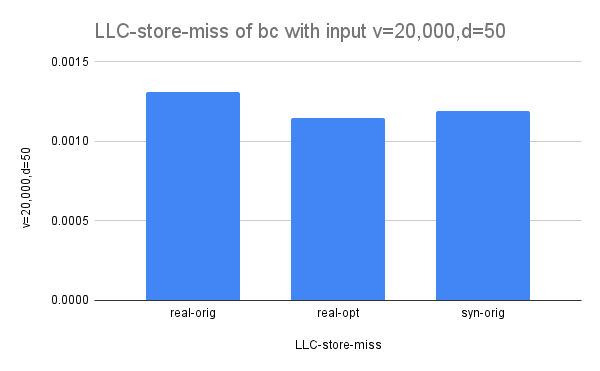 LLC-store-miss of bc with input v=20,000,d=50
0.0015
0.0010
0.0005
0.0000
v=20,000,d=50
real-orig
real-opt
syn-orig
LLC-store-miss